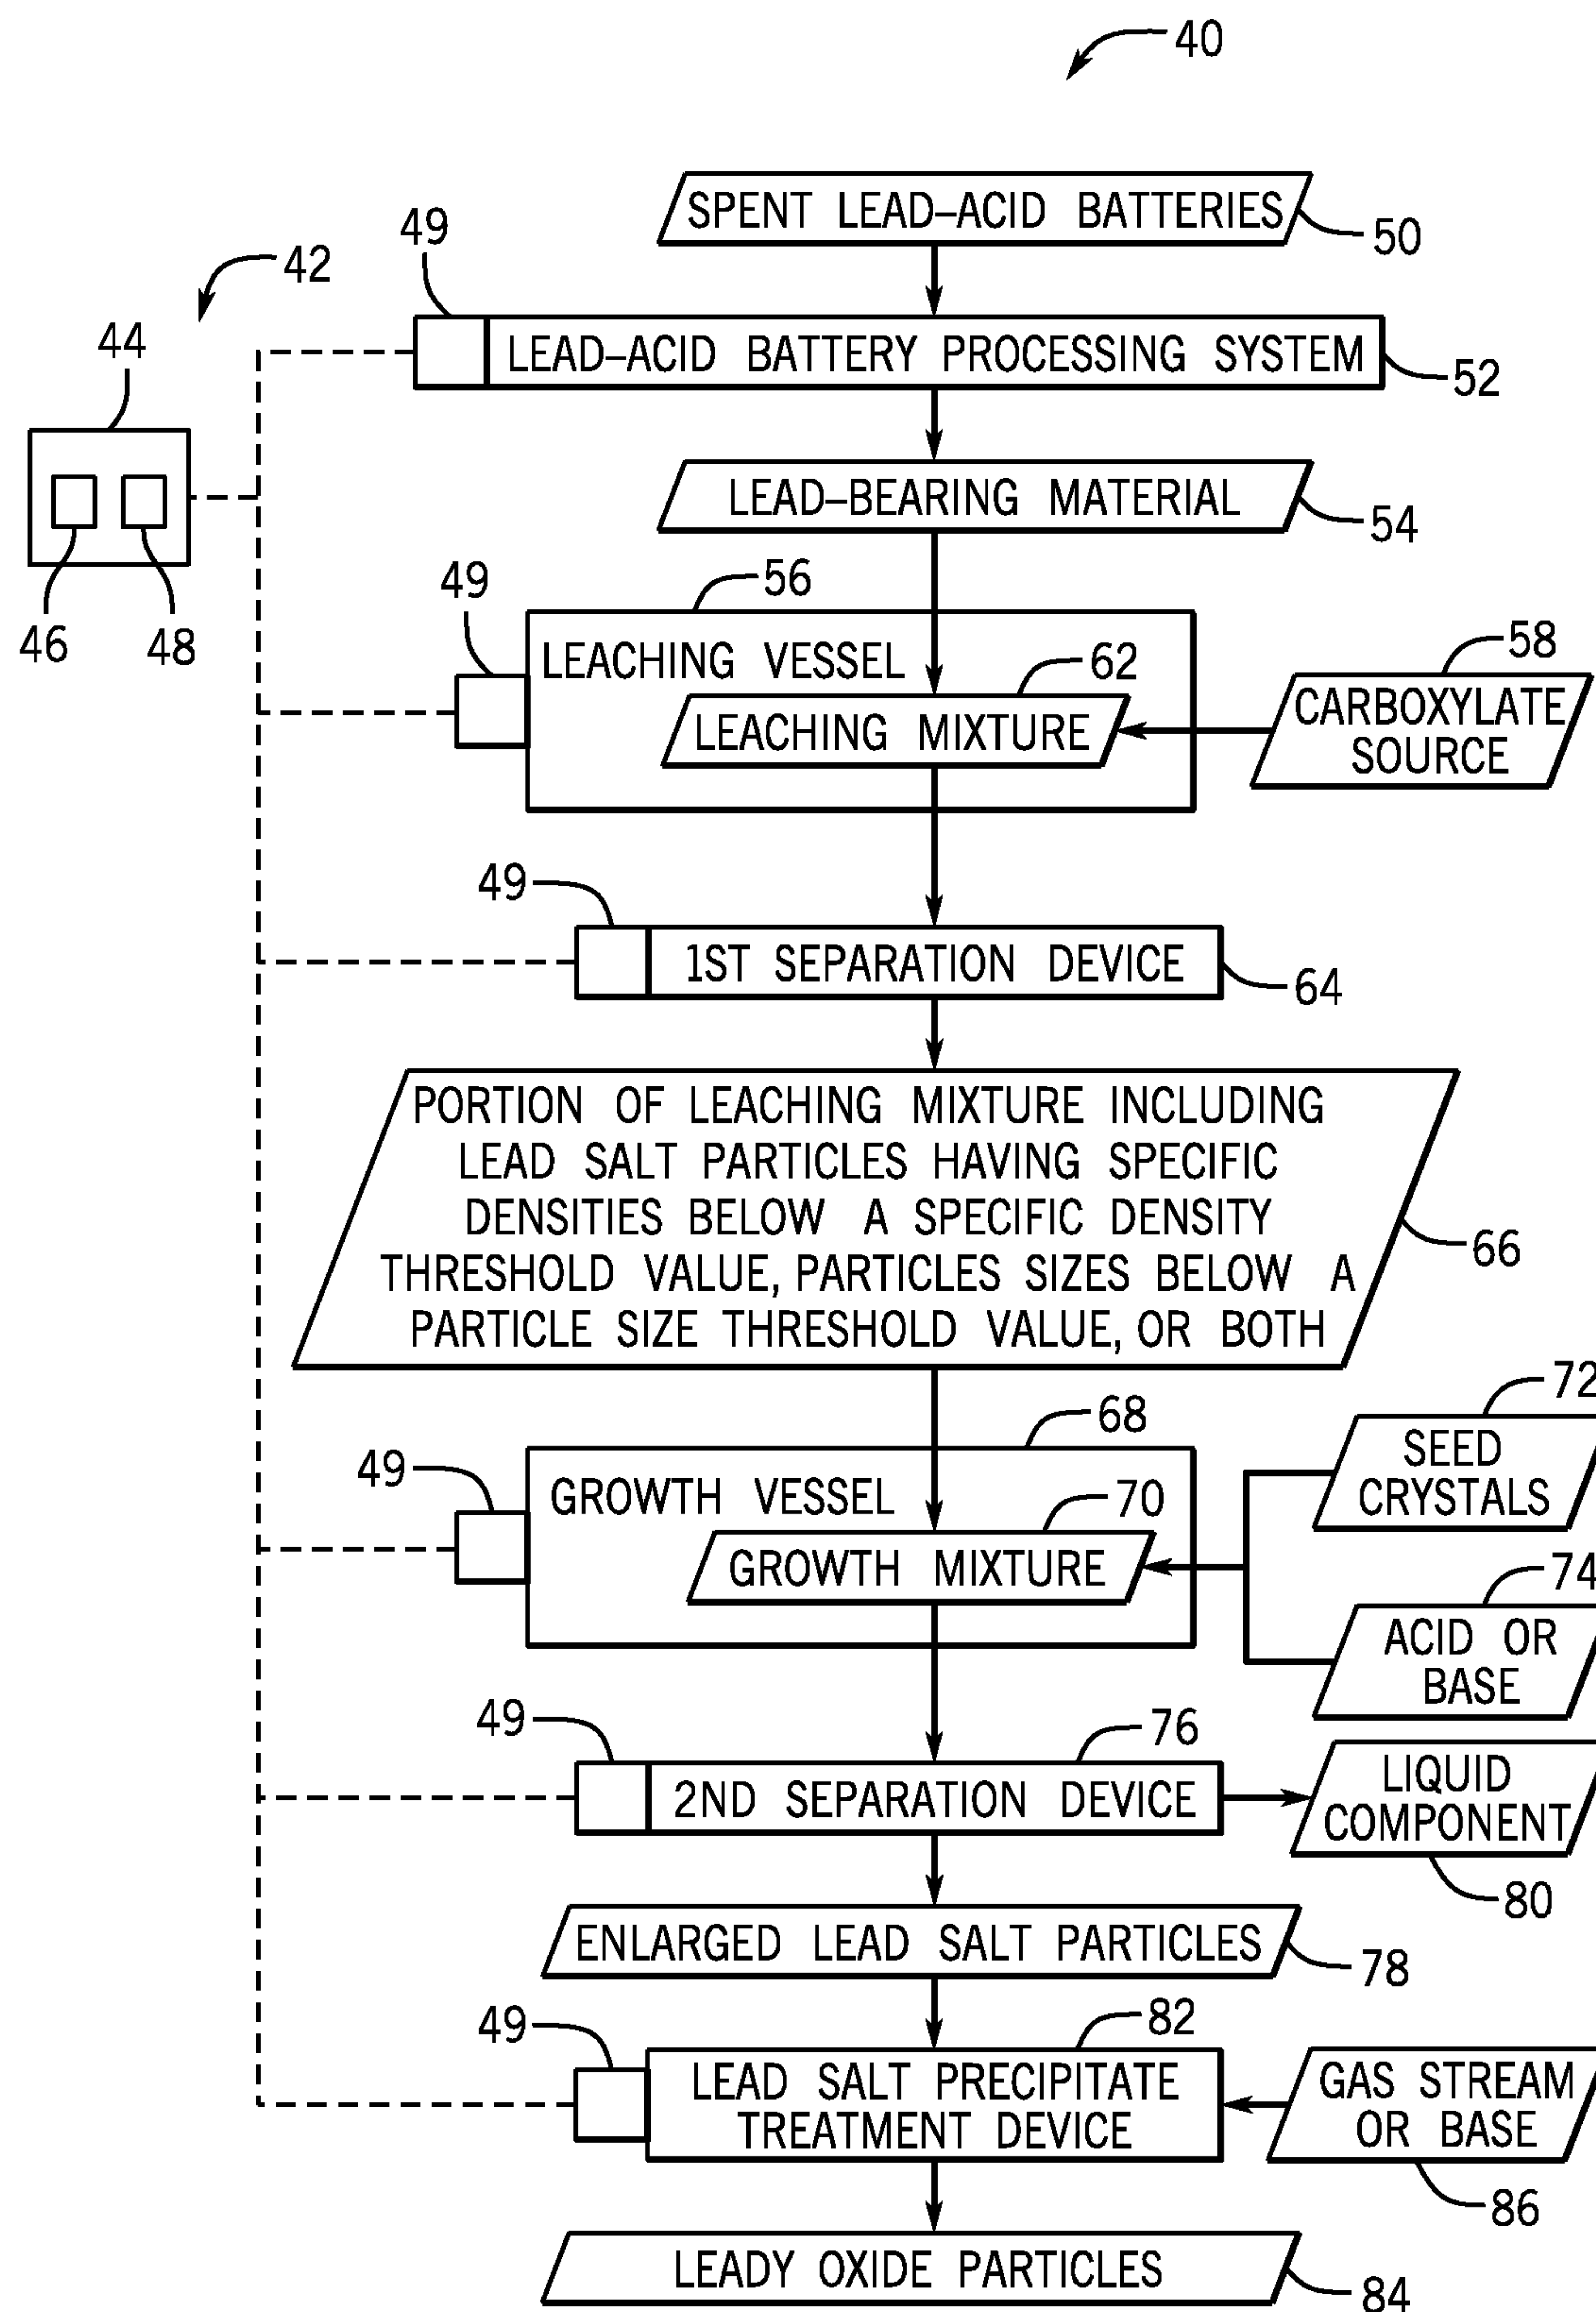 40
SPENT LEAD–ACID BATTERIES
50
49
42
LEAD–ACID BATTERY PROCESSING SYSTEM
52
44
LEAD–BEARING MATERIAL
54
46
48
49
56
LEACHING VESSEL
62
LEACHING MIXTURE
58
CARBOXYLATE
SOURCE
49
1ST SEPARATION DEVICE
64
PORTION OF LEACHING MIXTURE INCLUDING
LEAD SALT PARTICLES HAVING SPECIFIC
DENSITIES BELOW A SPECIFIC DENSITY
THRESHOLD VALUE, PARTICLES SIZES BELOW A
PARTICLE SIZE THRESHOLD VALUE, OR BOTH
66
68
49
GROWTH VESSEL
70
GROWTH MIXTURE
72
SEED
CRYSTALS
74
ACID OR
BASE
49
76
2ND SEPARATION DEVICE
LIQUID
COMPONENT
80
ENLARGED LEAD SALT PARTICLES
78
49
82
LEAD SALT PRECIPITATE
TREATMENT DEVICE
GAS STREAM
OR BASE
86
LEADY OXIDE PARTICLES
84